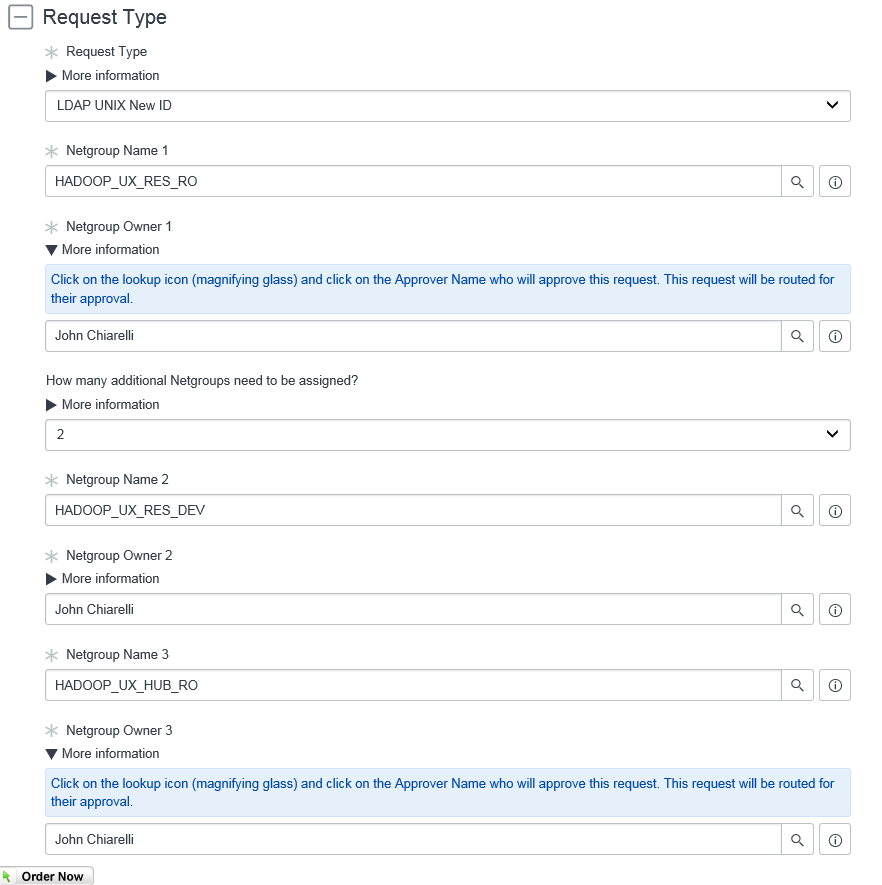 Request Type
Request Type
More information
LDAP UNIX New ID
Netgroup Name 1
HADOOP_UX_RES_RO
Netgroup Owner 1
More information
Click on the lookup icon (magnifying glass) and click on the Approver Name who will approve this request. This request will be routed for
their approval.
John Chiarelli
How many additional Netgroups need to be assigned?
More information
2
Netgroup Name 2
HADOOP_UX_RES_DEV
Netgroup Owner 2
More information
John Chiarelli
Netgroup Name 3
HADOOP_UX_HUB_RO
Netgroup Owner 3
More information
Click on the lookup icon (magnifying glass) and click on the Approver Name who will approve this request. This request will be routed for
their approval.
John Chiarelli
Order Now